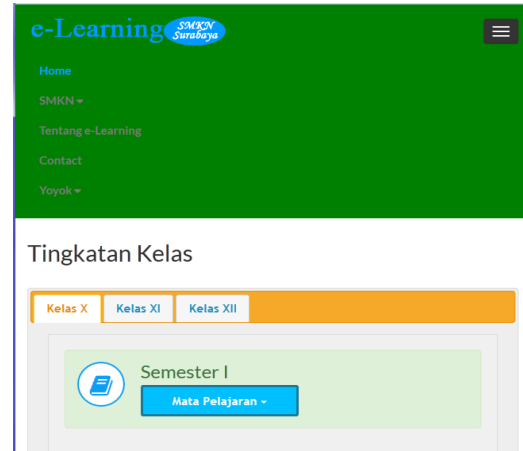 e-Learning SMKN Surabaya
Home
SMKN
Tentang e-Learning
Contact
Yoyok
Tingkatan Kelas
Kelas X Kelas XI Kelas XII
Semester I
Mata Pelajaran